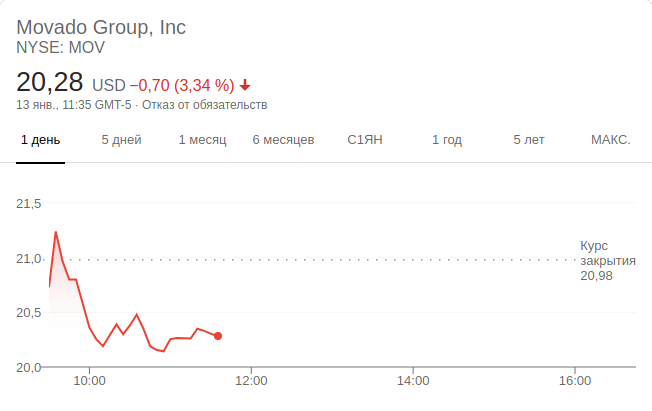 Movado Group, Inc
NYSE: MOV
20,28 USD −0,70 (3,34 %)
13 янв., 11:35 GMT-5 · Отказ от обязательств
1 день 5 дней 1 месяц 6 месяцев С1ЯН 1 год 5 лет МАКС.
21,5
21,0
20,5
20,0
Курс
закрытия
20,98
10:00 12:00 14:00 16:00